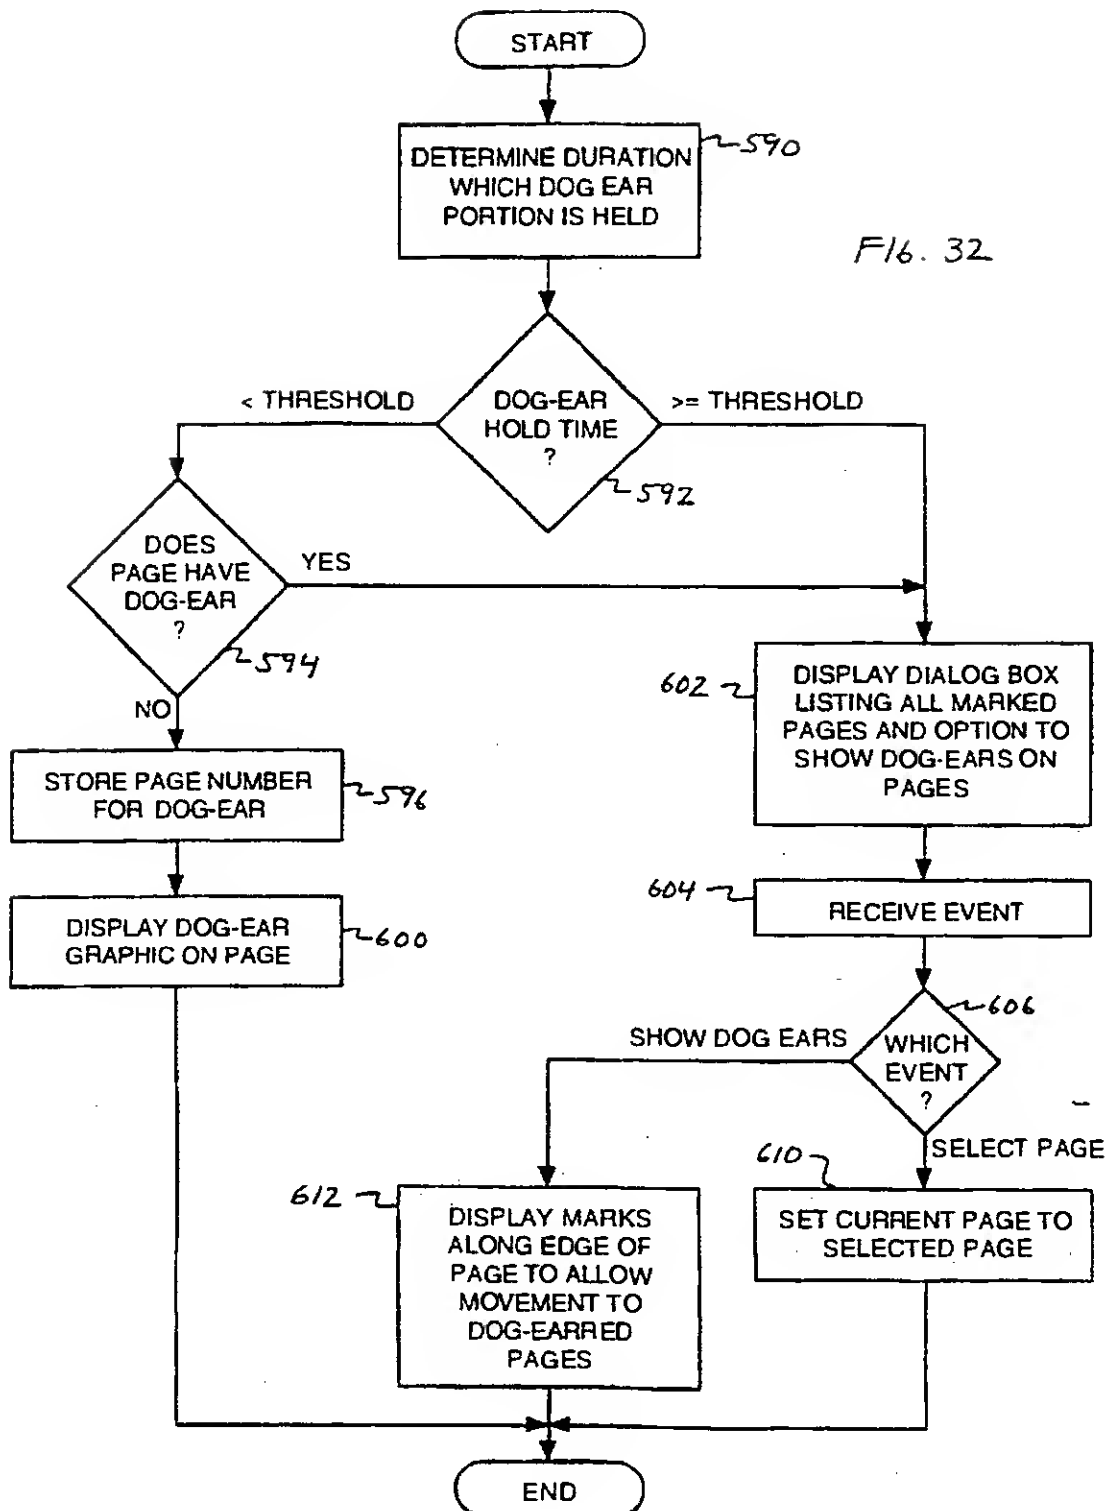 START
DETERMINE DURATION
WHICH DOG EAR
PORTION IS HELD
590
FIG. 32
< THRESHOLD
DOG-EAR
HOLD TIME
?
>= THRESHOLD
592
DOES
PAGE HAVE
DOG-EAR
?
YES
594
NO
STORE PAGE NUMBER
FOR DOG-EAR
596
DISPLAY DOG-EAR
GRAPHIC ON PAGE
600
602
DISPLAY DIALOG BOX
LISTING ALL MARKED
PAGES AND OPTION TO
SHOW DOG-EARS ON
PAGES
604
RECEIVE EVENT
606
SHOW DOG EARS
WHICH
EVENT
?
SELECT PAGE
610
SET CURRENT PAGE TO
SELECTED PAGE
612
DISPLAY MARKS
ALONG EDGE OF
PAGE TO ALLOW
MOVEMENT TO
DOG-EARRED
PAGES
END